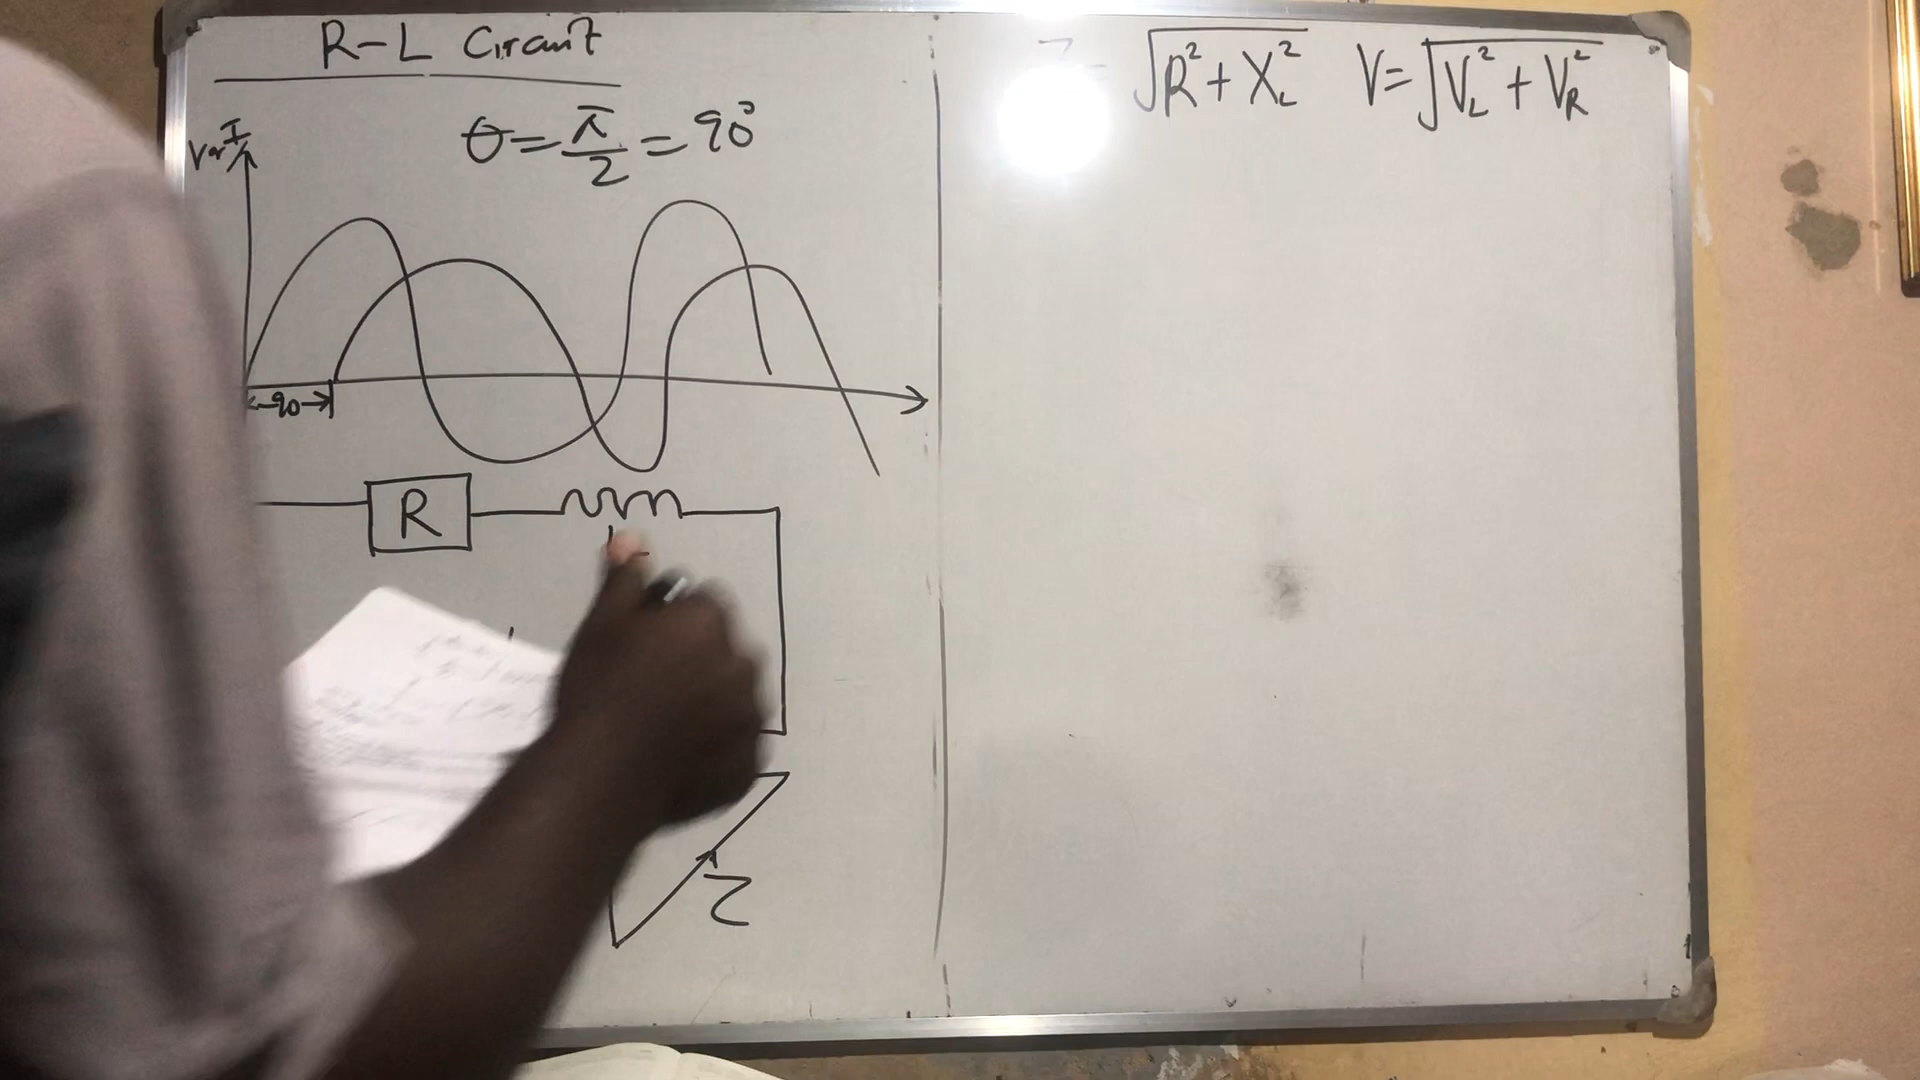 R-L Circuit
θ = π/2 = 90°
V or I
90
R
L
Z
√R² + X_L²  V = √V_L² + V_R²